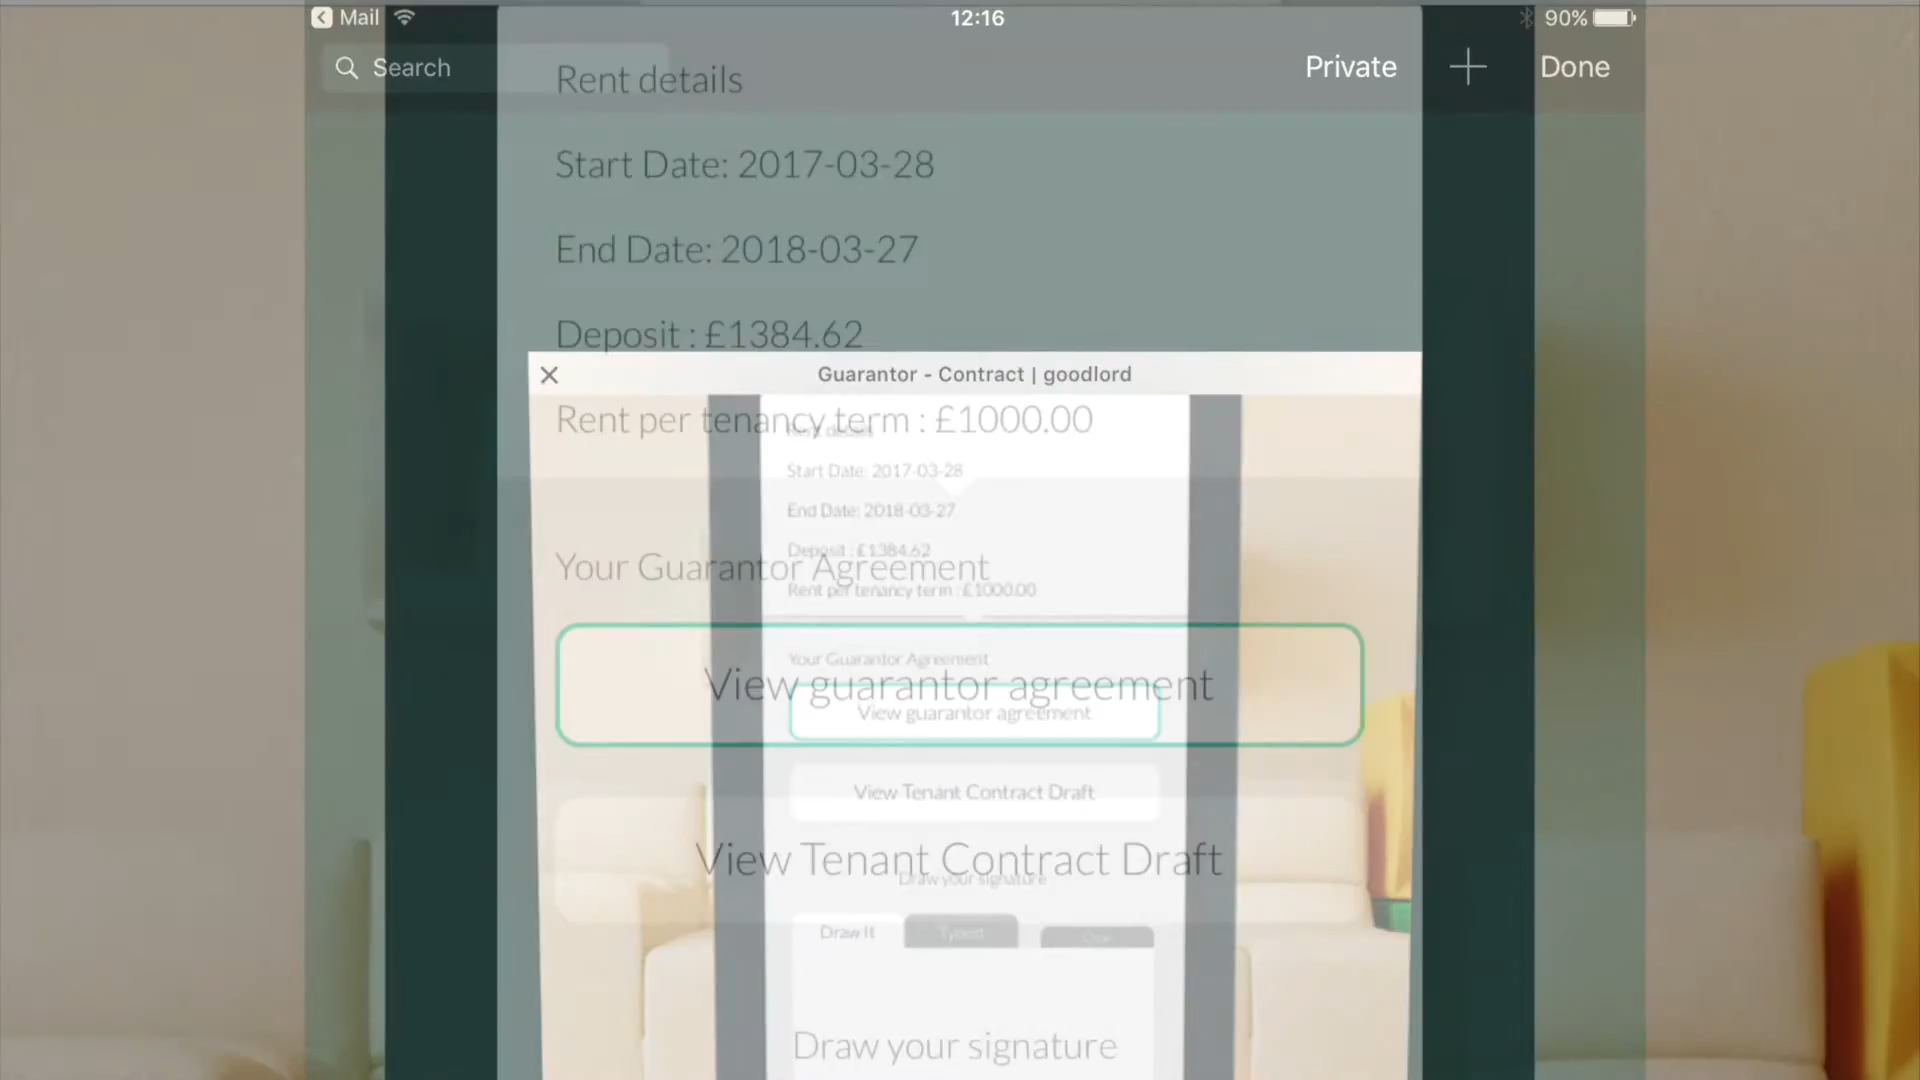 Mail
12:16
90%
Search
Private
Done
Rent details
Start Date: 2017-03-28
End Date: 2018-03-27
Deposit : £1384.62
Guarantor - Contract | goodlord
Rent per tenancy term : £1000.00
Rent details
Start Date: 2017-03-28
End Date: 2018-03-27
Deposit : £1384.62
Your Guarantor Agreement
Rent per tenancy term : £1000.00
Your Guarantor Agreement
View guarantor agreement
View guarantor agreement
View Tenant Contract Draft
View Tenant Contract Draft
Draw your signature
Draw It
Draw your signature